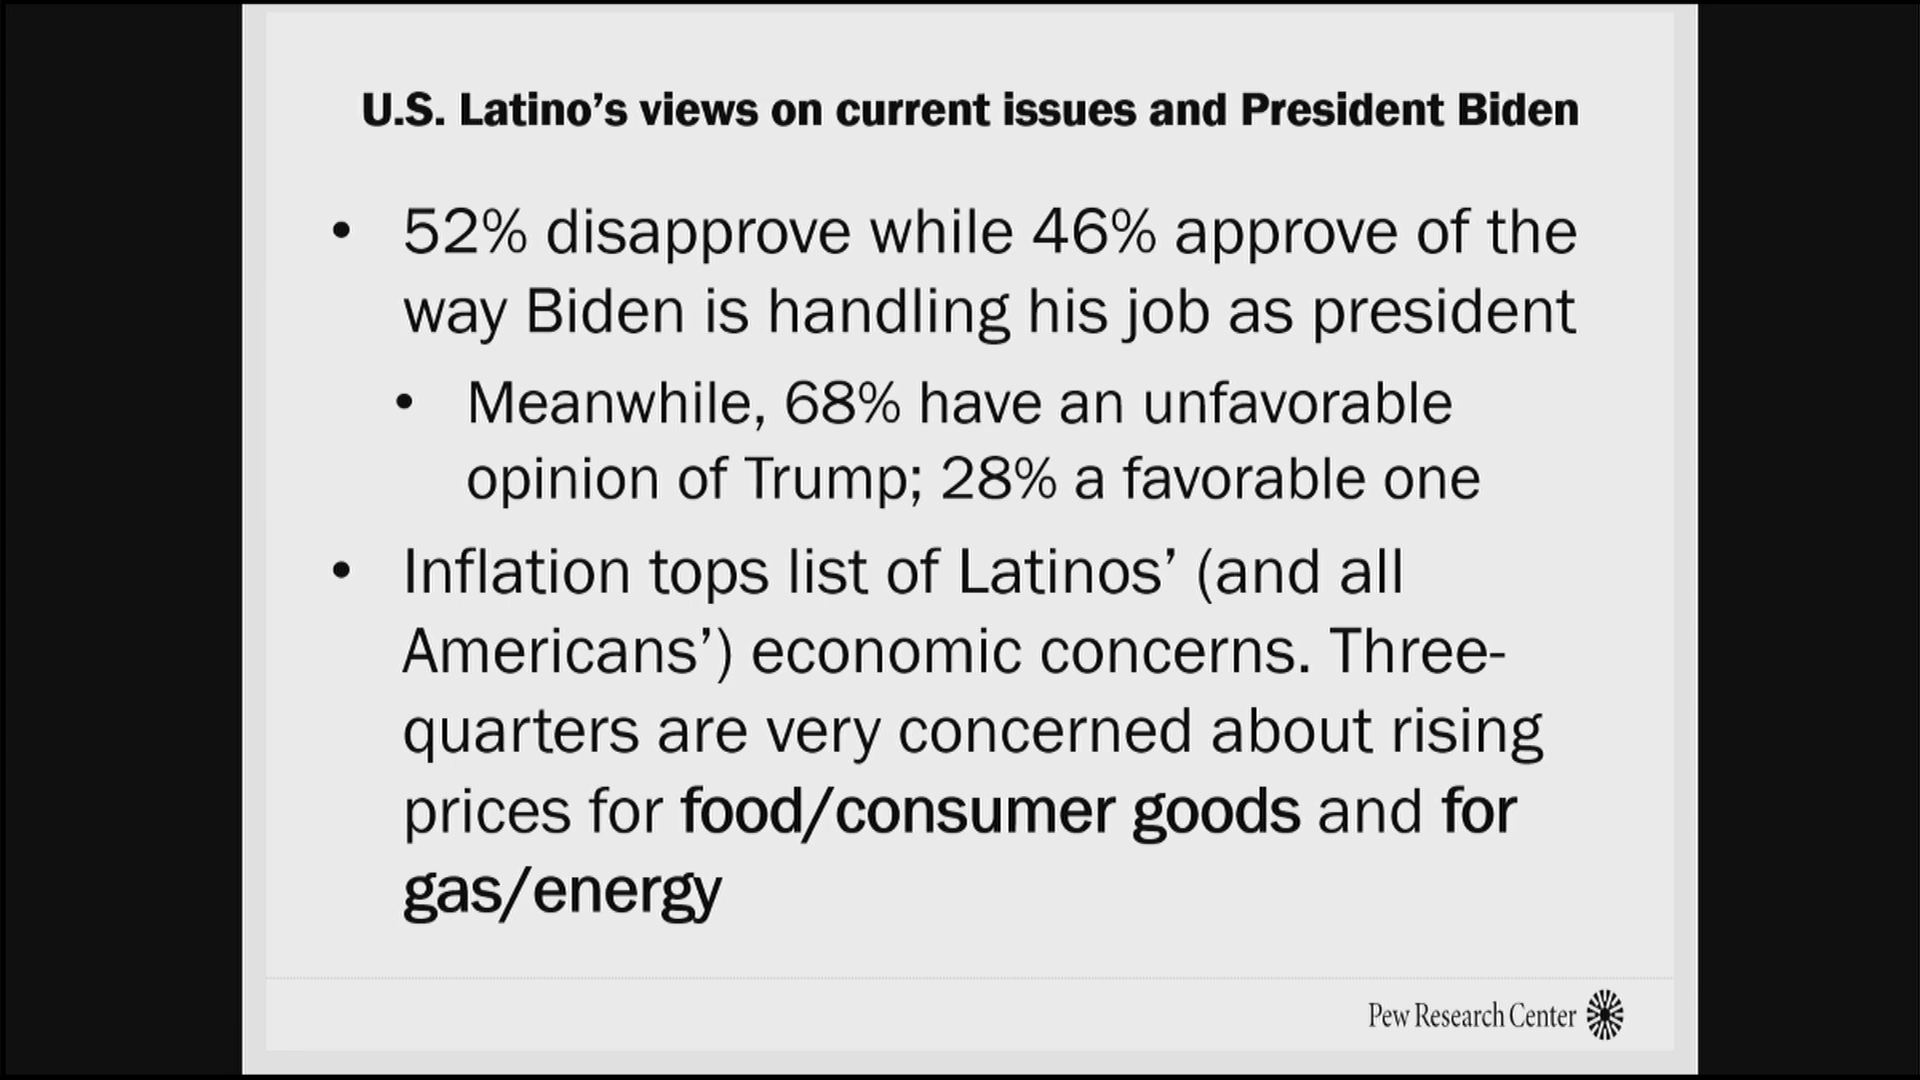 U.S. Latino’s views on current issues and President Biden
• 52% disapprove while 46% approve of the
way Biden is handling his job as president
• Meanwhile, 68% have an unfavorable
opinion of Trump; 28% a favorable one
• Inflation tops list of Latinos’ (and all
Americans’) economic concerns. Three-
quarters are very concerned about rising
prices for food/consumer goods and for
gas/energy
Pew Research Center